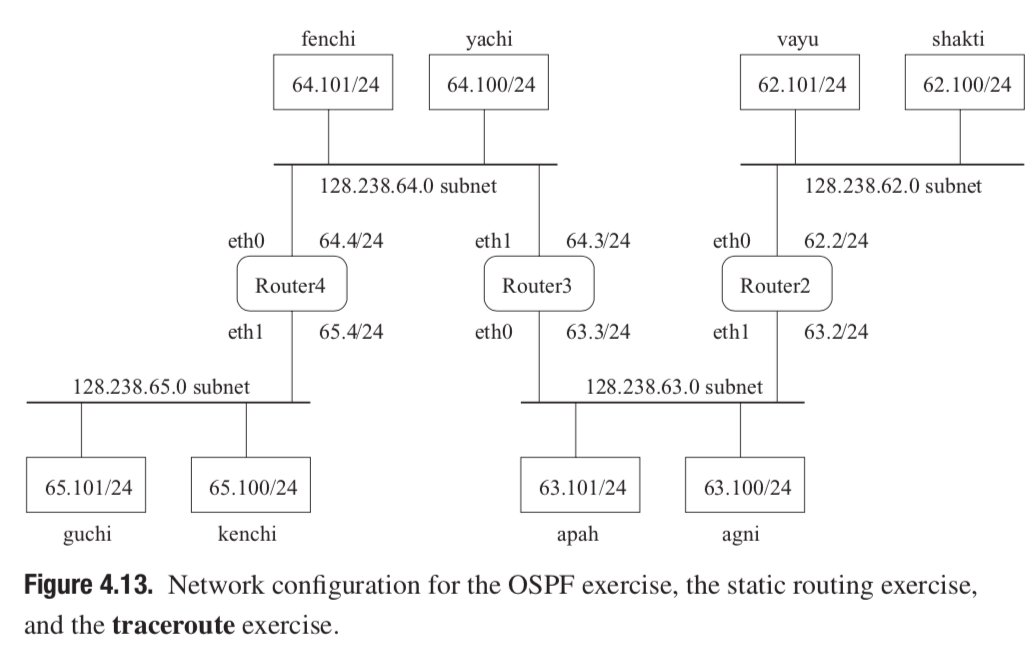 fenchi yachi vayu shakti
64.101/24 64.100/24 62.101/24 62.100/24
128.238.64.0 subnet 128.238.62.0 subnet
eth0 64.4/24 eth1 64.3/24 eth0 62.2/24
Router4 Router3 Router2
eth1 65.4/24 eth0 63.3/24 eth1 63.2/24
128.238.65.0 subnet 128.238.63.0 subnet
65.101/24 65.100/24 63.101/24 63.100/24
guchi kenchi apah agni
Figure 4.13. Network configuration for the OSPF exercise, the static routing exercise,
and the traceroute exercise.